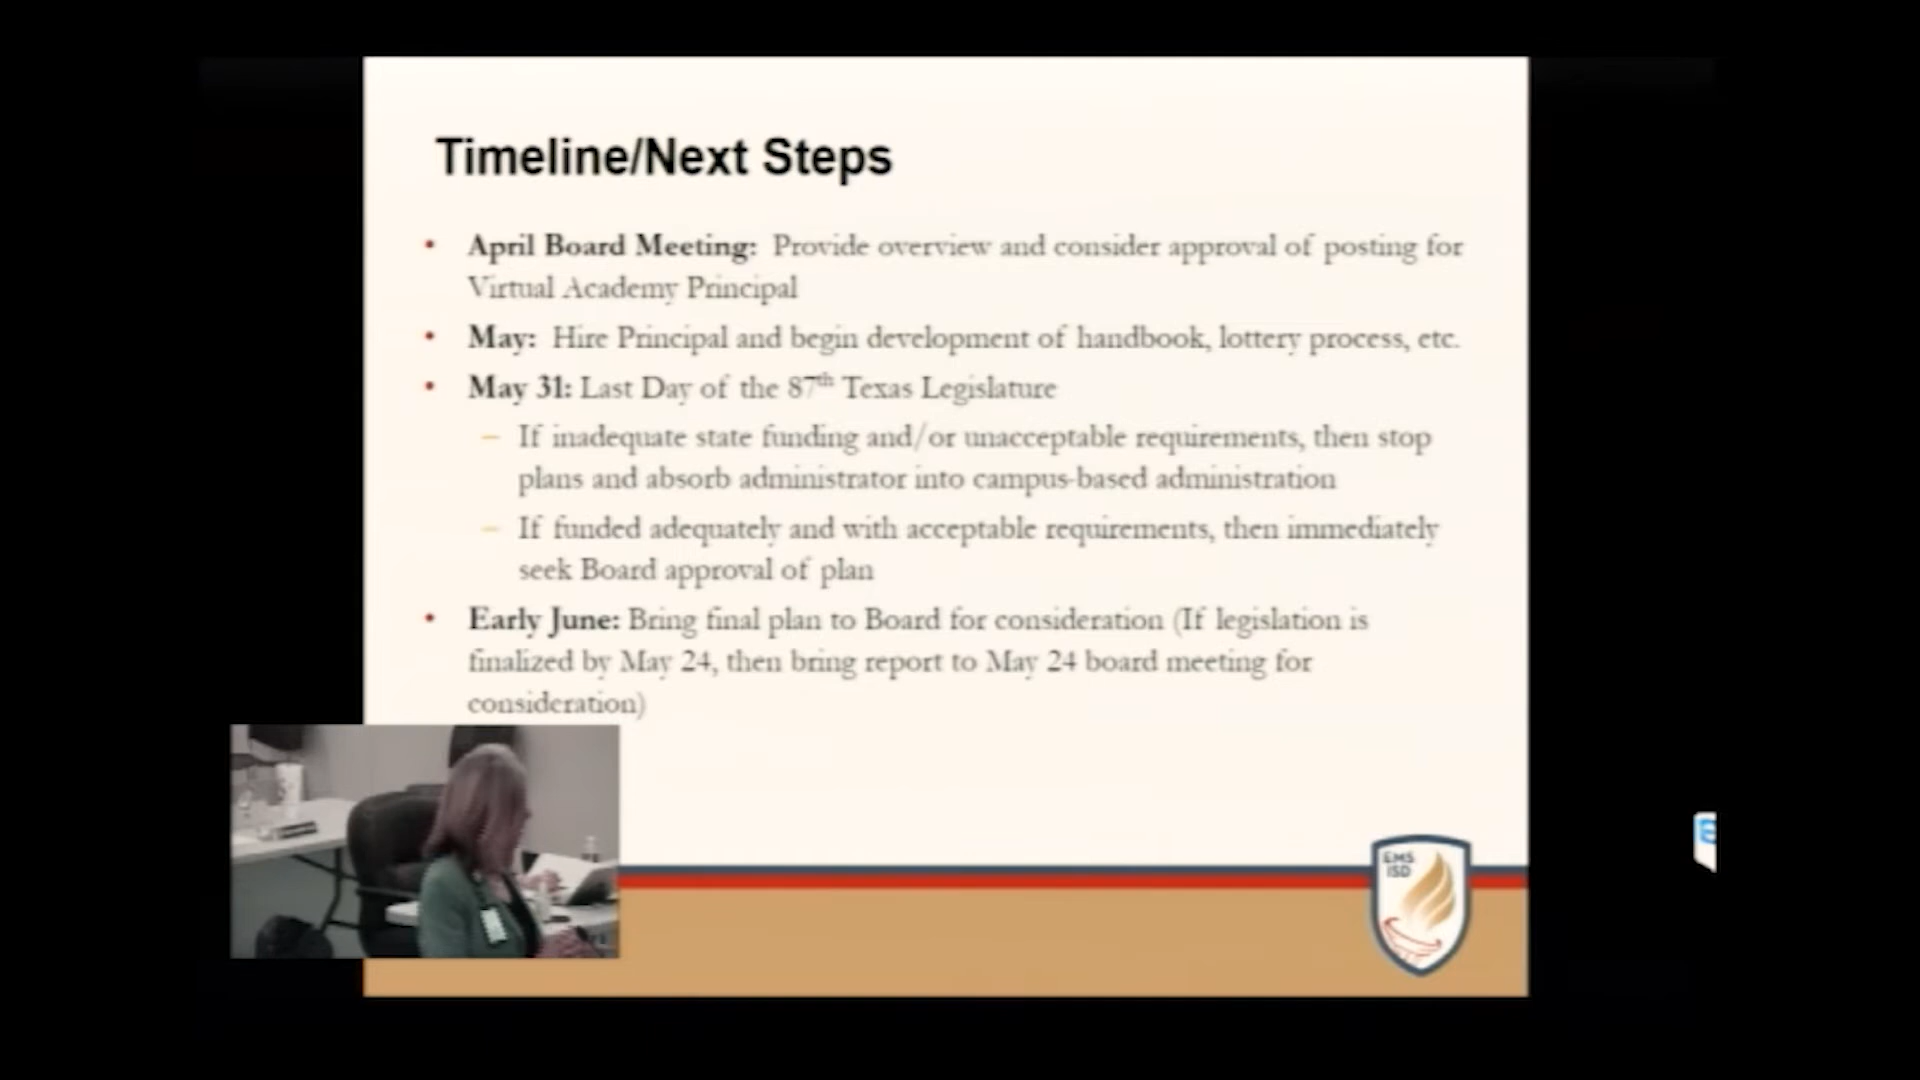 Timeline/Next Steps
• April Board Meeting: Provide overview and consider approval of posting for
Virtual Academy Principal
• May: Hire Principal and begin development of handbook, lottery process, etc.
• May 31: Last Day of the 87th Texas Legislature
– If inadequate state funding and/or unacceptable requirements, then stop
plans and absorb administrator into campus-based administration
– If funded adequately and with acceptable requirements, then immediately
seek Board approval of plan
• Early June: Bring final plan to Board for consideration (If legislation is
finalized by May 24, then bring report to May 24 board meeting for
consideration)
EMS
ISD